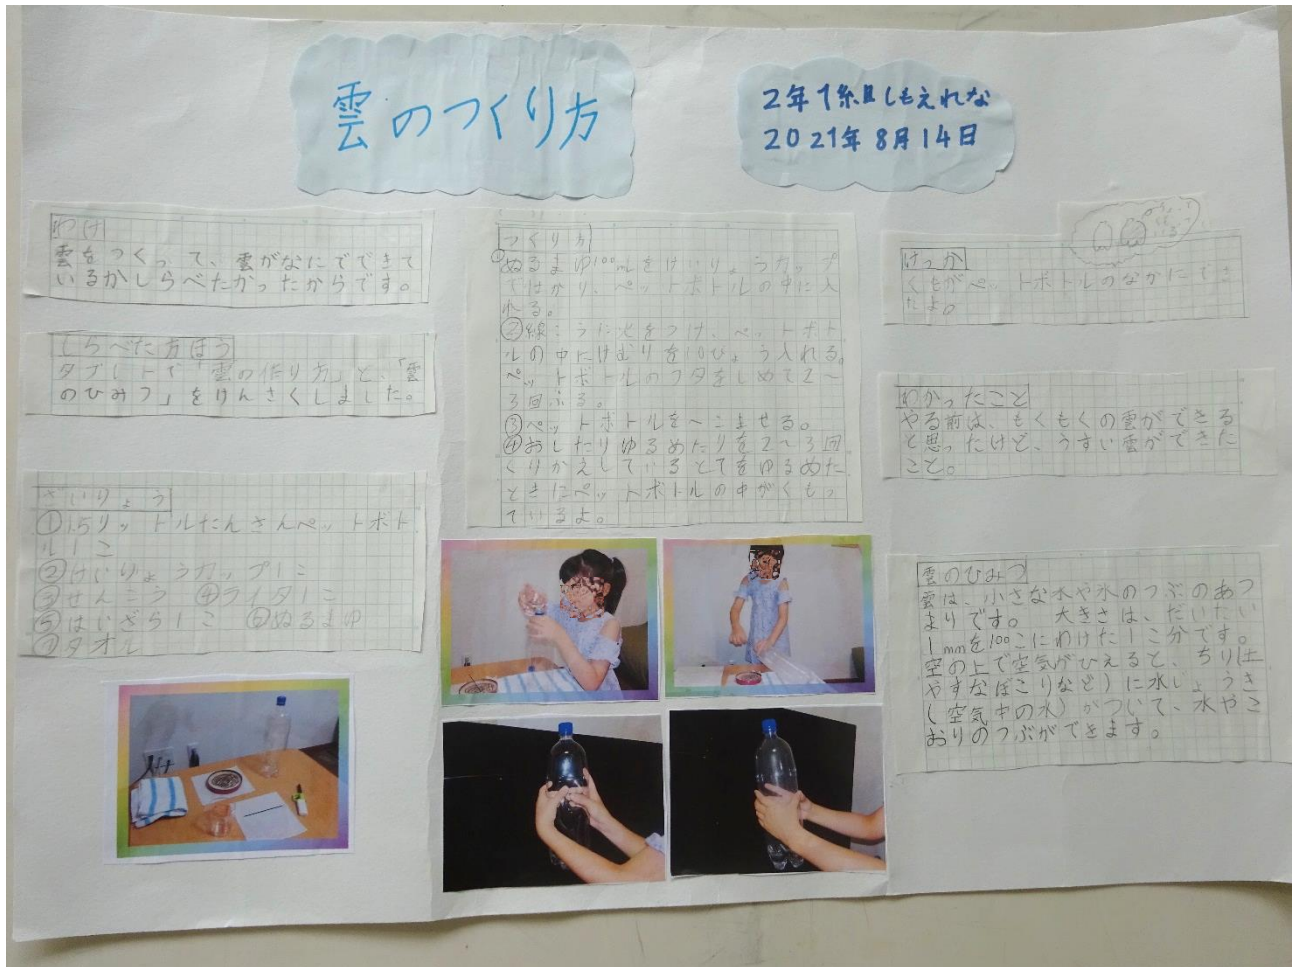 雲のつくり方
2年1組しもえれな
2021年8月14日
わけ
雲をつくって、雲がなにでできて
いるかしらべたかったからです。
しらべた方ほう
タブレットで「雲の作り方」と、「雲
のひみつ」をけんさくしました。
ざいりょう
①1.5リットルたんさんペットボト
ル1こ
②けいりょうカップ1こ
③せんこう ④ライター1こ
⑤はいざら1こ ⑥ぬるまゆ
⑦タオル
つくり方
①ぬるまゆ100mLをけいりょうカップ
ではかり、ペットボトルの中に入
れる。
②線こうに火をつけ、ペットボト
ルの中にけむりを10びょう入れる。
ペットボトルのフタをしめて2〜
3回ふる。
③ペットボトルをへこませる。
④おしたりゆるめたりを2〜3回
くりかえしているとてをゆるめた
ときにペットボトルの中がくもっ
ているよ。
けっか
くもがペットボトルのなかにでき
たよ。
わかったこと
やる前は、もくもくの雲ができる
と思ったけど、うすい雲ができた
こと。
雲のひみつ
雲は、小さな水や氷のつぶのあつ
まりです。 大きさは、だいたい
1mmを100こにわけた1こ分です。
空の上で空気がひえると、ちり(土
やすなぼこりなど)に水じょうき
(空気中の水)がついて、水やこ
おりのつぶができます。